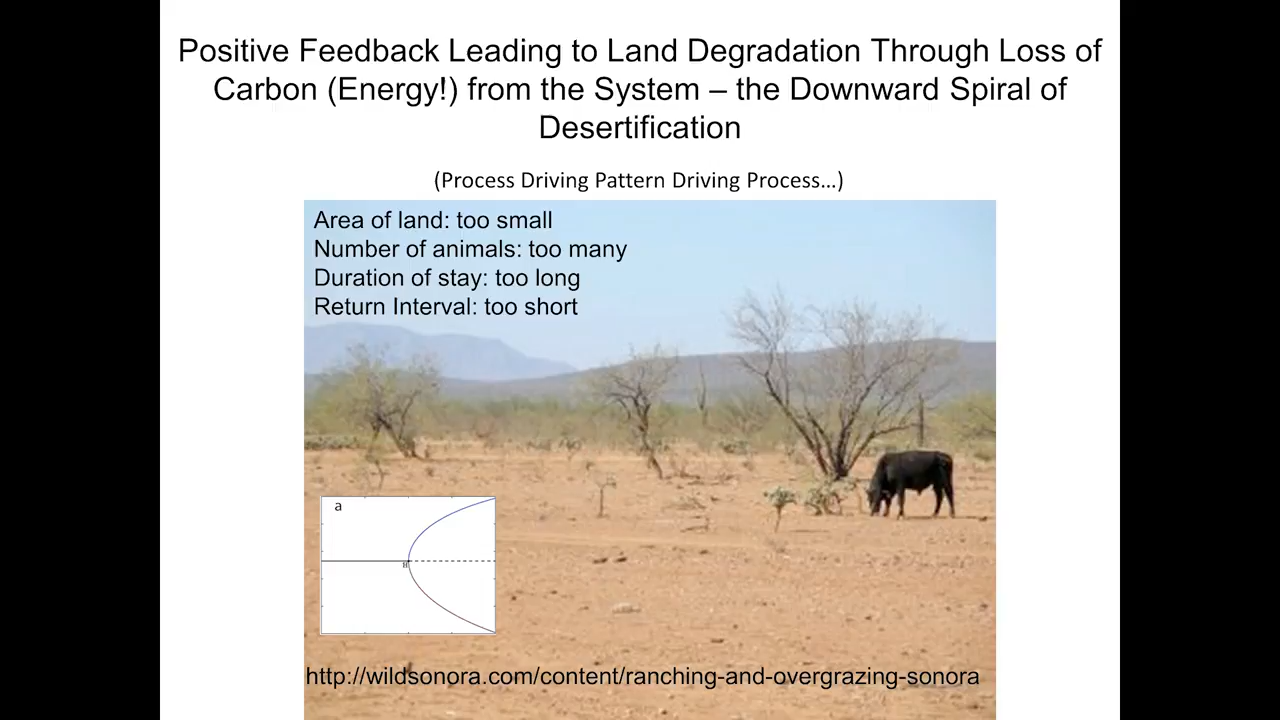 Positive Feedback Leading to Land Degradation Through Loss of
Carbon (Energy!) from the System – the Downward Spiral of
Desertification
(Process Driving Pattern Driving Process...)
Area of land: too small
Number of animals: too many
Duration of stay: too long
Return Interval: too short
a
http://wildsonora.com/content/ranching-and-overgrazing-sonora